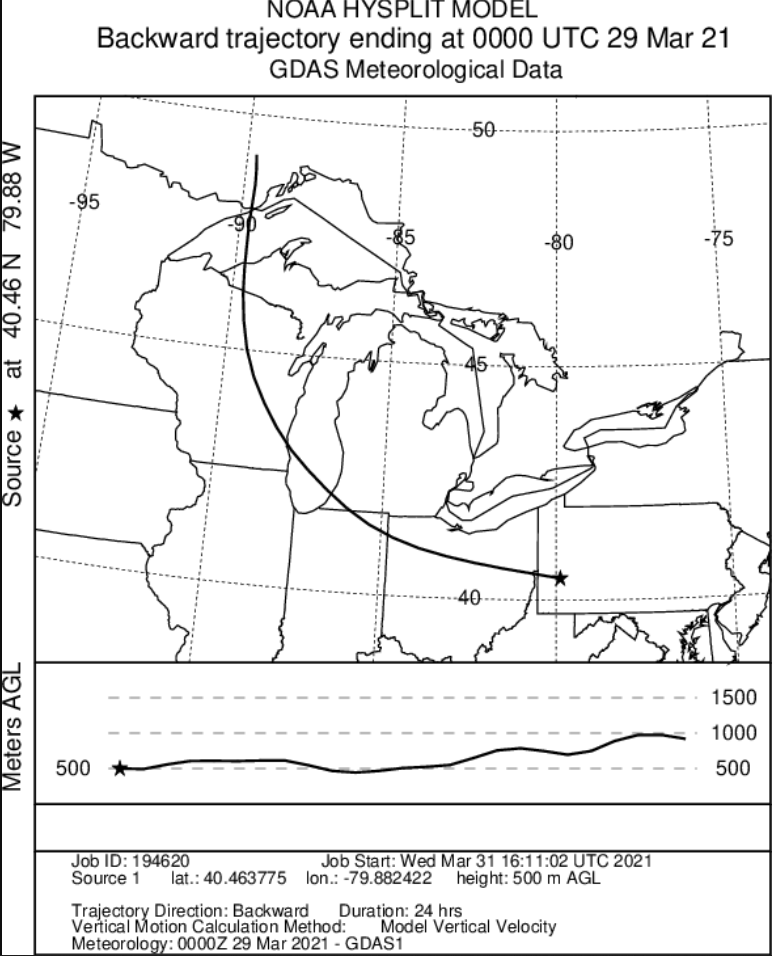 NOAA HYSPLIT MODEL
Backward trajectory ending at 0000 UTC 29 Mar 21
GDAS Meteorological Data
Source ★ at 40.46 N 79.88 W
50
-95
-90
-85
-80
-75
45
40
Meters AGL
1500
1000
500
500
Job ID: 194620 Job Start: Wed Mar 31 16:11:02 UTC 2021
Source 1 lat.: 40.463775 lon.: -79.882422 height: 500 m AGL
Trajectory Direction: Backward Duration: 24 hrs
Vertical Motion Calculation Method: Model Vertical Velocity
Meteorology: 0000Z 29 Mar 2021 - GDAS1